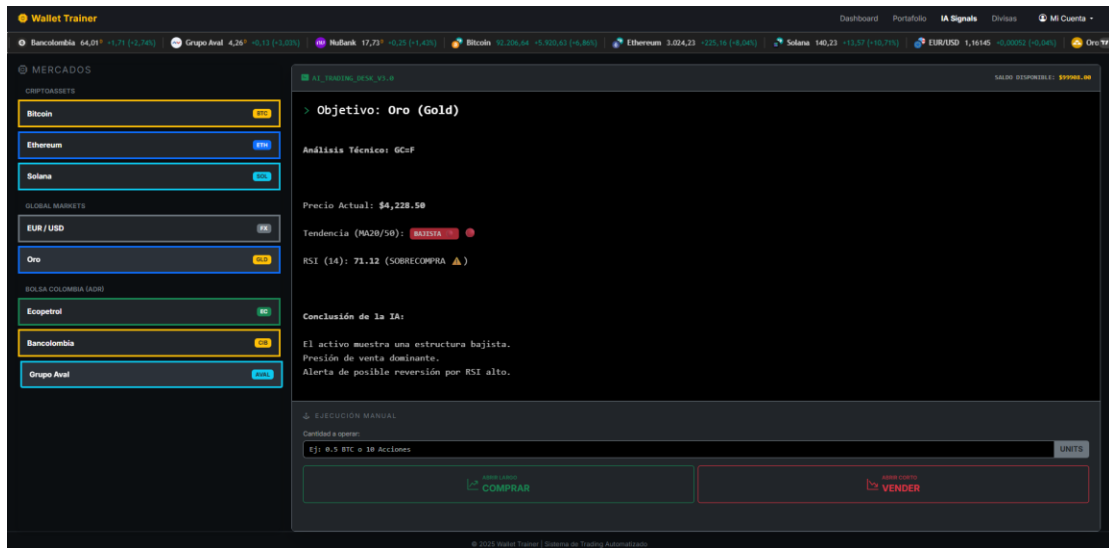 Wallet Trainer
Dashboard Portafolio IA Signals Divisas Mi Cuenta
Bancolombia 64,01 +1,71 (+2,74%) Grupo Aval 4,26 +0,13 (+3,03%) NuBank 17,73 +0,25 (+1,43%) Bitcoin 92.206,64 +5.920,63 (+6,86%) Ethereum 3.024,23 +225,16 (+8,04%) Solana 140,23 +13,57 (+10,71%) EUR/USD 1,16145 +0,00052 (+0,04%) Oro
MERCADOS
CRIPTOASSETS
Bitcoin BTC
Ethereum ETH
Solana SOL
GLOBAL MARKETS
EUR / USD FX
Oro GLD
BOLSA COLOMBIA (ADR)
Ecopetrol EC
Bancolombia CIB
Grupo Aval AVAL
AI_TRADING_DESK_V3.0
SALDO DISPONIBLE: $99908.00
> Objetivo: Oro (Gold)
Análisis Técnico: GC=F
Precio Actual: $4,228.50
Tendencia (MA20/50): BAJISTA
RSI (14): 71.12 (SOBRECOMPRA ⚠)
Conclusión de la IA:
El activo muestra una estructura bajista.
Presión de venta dominante.
Alerta de posible reversión por RSI alto.
EJECUCIÓN MANUAL
Cantidad a operar:
Ej: 0.5 BTC o 10 Acciones UNITS
ABRIR LARGO
COMPRAR
ABRIR CORTO
VENDER
© 2025 Wallet Trainer | Sistema de Trading Automatizado